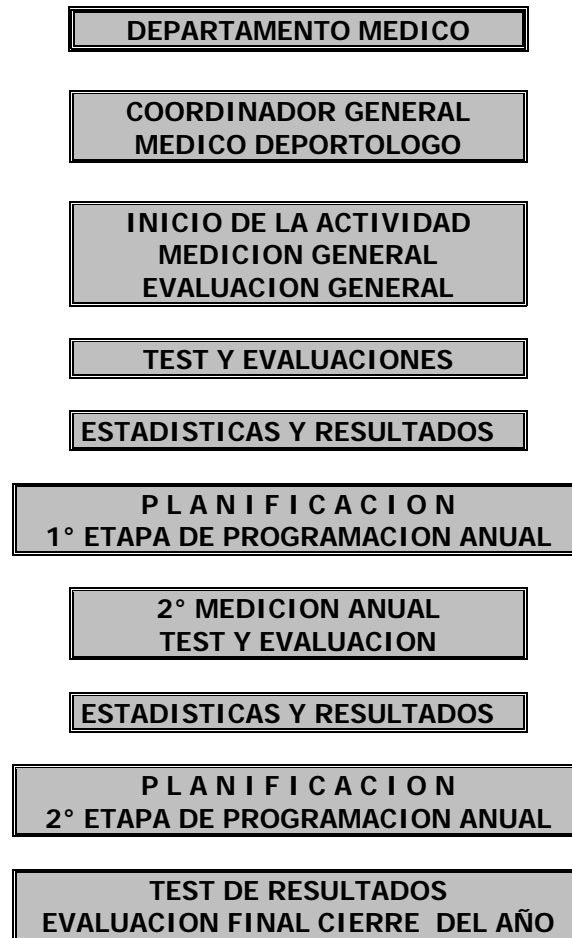 DEPARTAMENTO MEDICO
COORDINADOR GENERAL
MEDICO DEPORTOLOGO
INICIO DE LA ACTIVIDAD
MEDICION GENERAL
EVALUACION GENERAL
TEST Y EVALUACIONES
ESTADISTICAS Y RESULTADOS
P L A N I F I C A C I O N
1° ETAPA DE PROGRAMACION ANUAL
2° MEDICION ANUAL
TEST Y EVALUACION
ESTADISTICAS Y RESULTADOS
P L A N I F I C A C I O N
2° ETAPA DE PROGRAMACION ANUAL
TEST DE RESULTADOS
EVALUACION FINAL CIERRE DEL AÑO